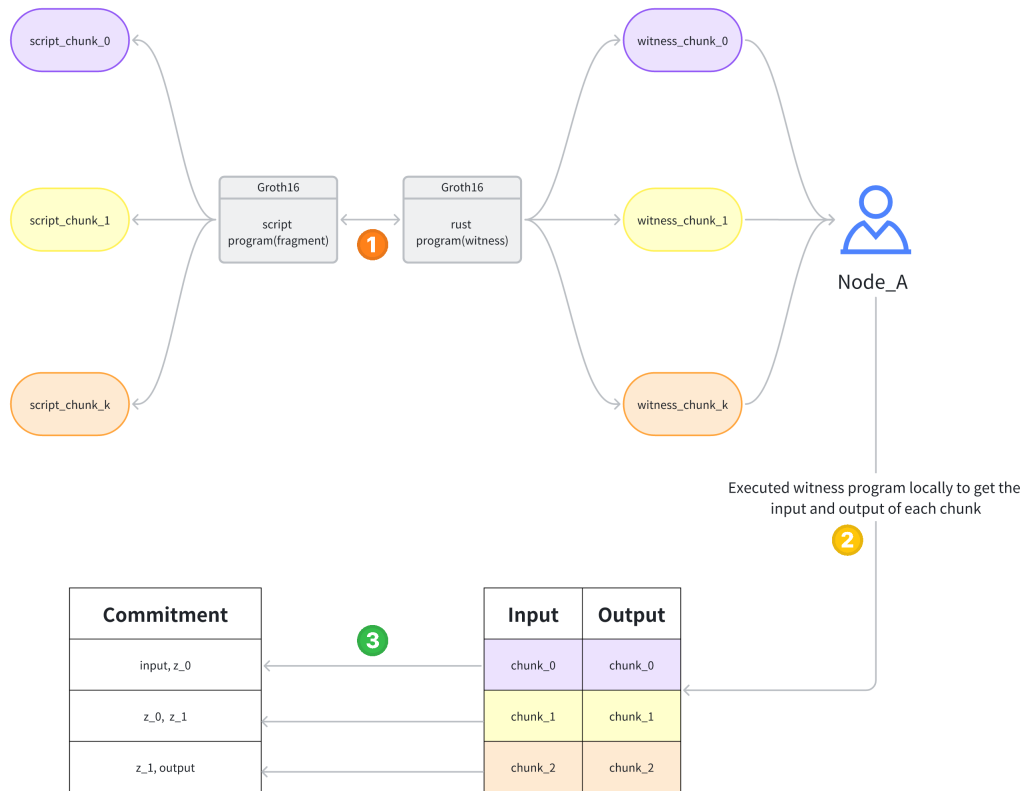 script_chunk_0
witness_chunk_0
Groth16
Groth16
script_chunk_1
script
program(fragment)
1
rust
program(witness)
witness_chunk_1
Node_A
script_chunk_k
witness_chunk_k
Executed witness program locally to get the
input and output of each chunk
2
Commitment
3
Input
Output
input, z_0
chunk_0
chunk_0
z_0, z_1
chunk_1
chunk_1
z_1, output
chunk_2
chunk_2